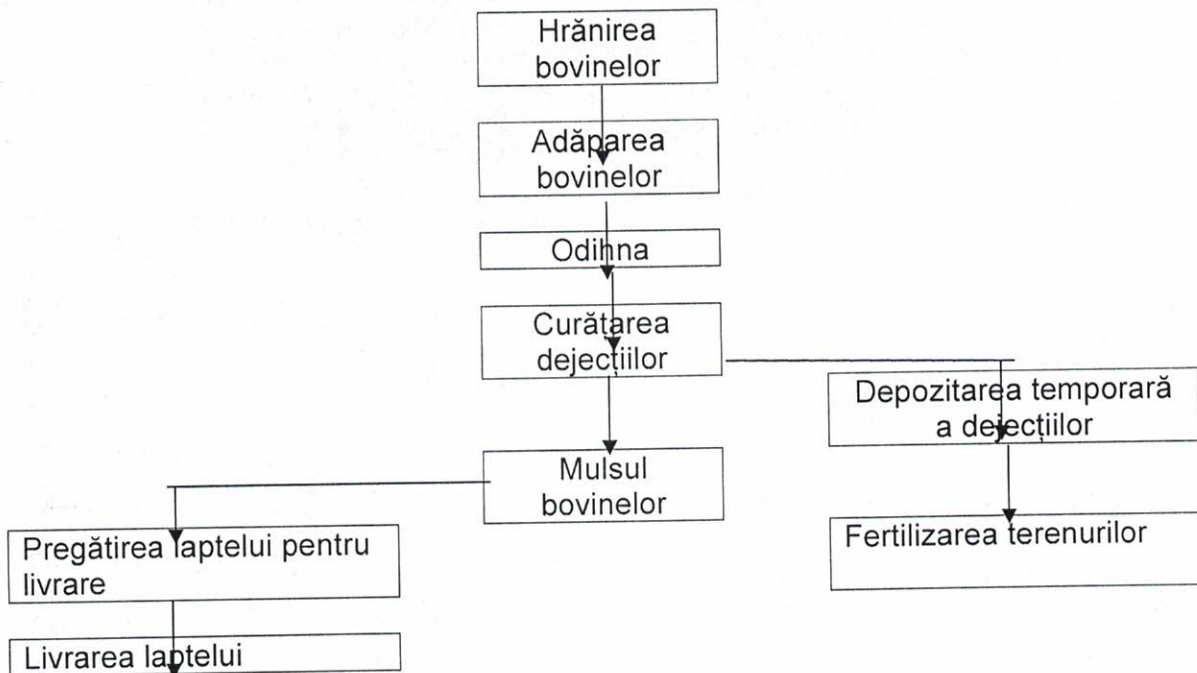 Hrănirea
bovinelor
Adăparea
bovinelor
Odihna
Curățarea
dejecțiilor
Depozitarea temporară
a dejecțiilor
Mulsul
bovinelor
Pregătirea laptelui pentru
livrare
Fertilizarea terenurilor
Livrarea laptelui